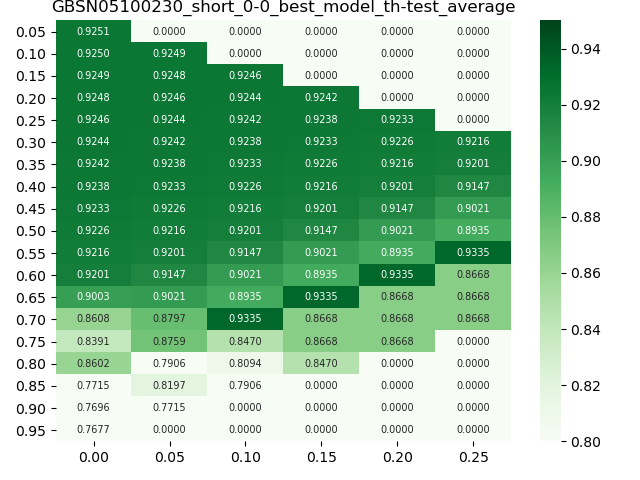 GBSN05100230_short_0-0_best_model_th-test_average
0.05 0.9251 0.0000 0.0000 0.0000 0.0000 0.0000
0.10 0.9250 0.9249 0.0000 0.0000 0.0000 0.0000
0.15 0.9249 0.9248 0.9246 0.0000 0.0000 0.0000
0.20 0.9248 0.9246 0.9244 0.9242 0.0000 0.0000
0.25 0.9246 0.9244 0.9242 0.9238 0.9233 0.0000
0.30 0.9244 0.9242 0.9238 0.9233 0.9226 0.9216
0.35 0.9242 0.9238 0.9233 0.9226 0.9216 0.9201
0.40 0.9238 0.9233 0.9226 0.9216 0.9201 0.9147
0.45 0.9233 0.9226 0.9216 0.9201 0.9147 0.9021
0.50 0.9226 0.9216 0.9201 0.9147 0.9021 0.8935
0.55 0.9216 0.9201 0.9147 0.9021 0.8935 0.9335
0.60 0.9201 0.9147 0.9021 0.8935 0.9335 0.8668
0.65 0.9003 0.9021 0.8935 0.9335 0.8668 0.8668
0.70 0.8608 0.8797 0.9335 0.8668 0.8668 0.8668
0.75 0.8391 0.8759 0.8470 0.8668 0.8668 0.0000
0.80 0.8602 0.7906 0.8094 0.8470 0.0000 0.0000
0.85 0.7715 0.8197 0.7906 0.0000 0.0000 0.0000
0.90 0.7696 0.7715 0.0000 0.0000 0.0000 0.0000
0.95 0.7677 0.0000 0.0000 0.0000 0.0000 0.0000
0.00 0.05 0.10 0.15 0.20 0.25
0.94
0.92
0.90
0.88
0.86
0.84
0.82
0.80